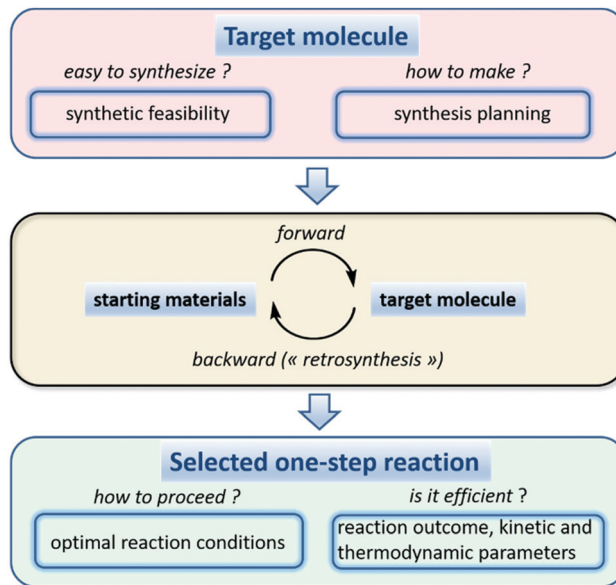 Target molecule
easy to synthesize ?
how to make ?
synthetic feasibility
synthesis planning
forward
starting materials
target molecule
backward (« retrosynthesis »)
Selected one-step reaction
how to proceed ?
is it efficient ?
optimal reaction conditions
reaction outcome, kinetic and
thermodynamic parameters